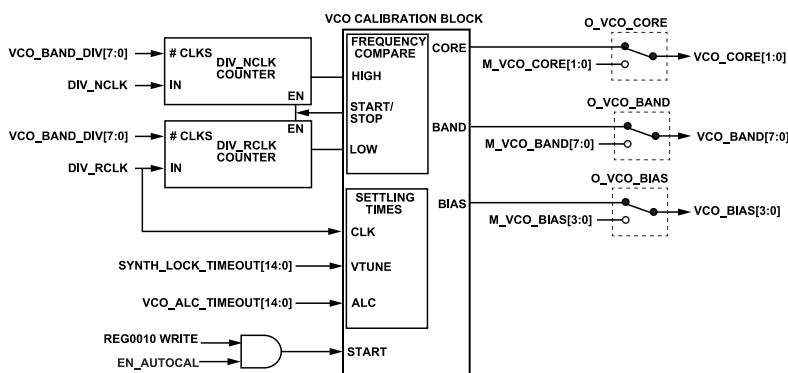 VCO CALIBRATION BLOCK
VCO_BAND_DIV[7:0]
# CLKS
DIV_NCLK
COUNTER
DIV_NCLK
IN
EN
VCO_BAND_DIV[7:0]
# CLKS
EN
DIV_RCLK
COUNTER
DIV_RCLK
IN
FREQUENCY
COMPARE
HIGH
START/
STOP
LOW
SETTLING
TIMES
CLK
SYNTH_LOCK_TIMEOUT[14:0]
VTUNE
VCO_ALC_TIMEOUT[14:0]
ALC
REG0010 WRITE
EN_AUTOCAL
START
CORE
O_VCO_CORE
M_VCO_CORE[1:0]
VCO_CORE[1:0]
BAND
O_VCO_BAND
M_VCO_BAND[7:0]
VCO_BAND[7:0]
BIAS
O_VCO_BIAS
M_VCO_BIAS[3:0]
VCO_BIAS[3:0]